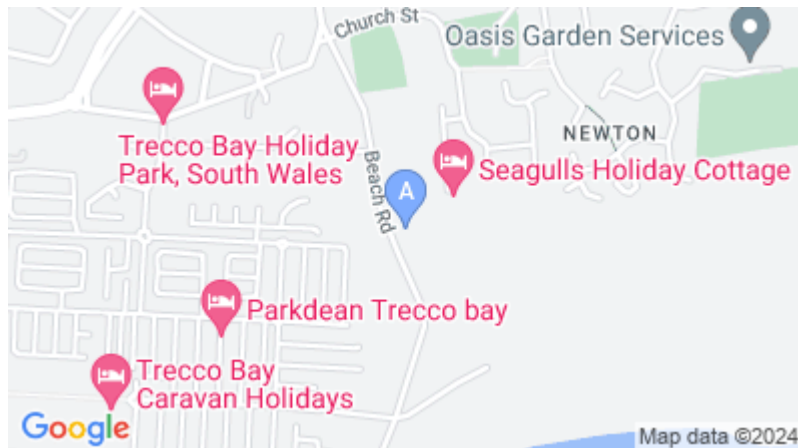 Church St
Oasis Garden Services
Trecco Bay Holiday
Park, South Wales
NEWTON
Beach Rd
Seagulls Holiday Cottage
A
Parkdean Trecco bay
Trecco Bay
Caravan Holidays
Google
Map data ©2024